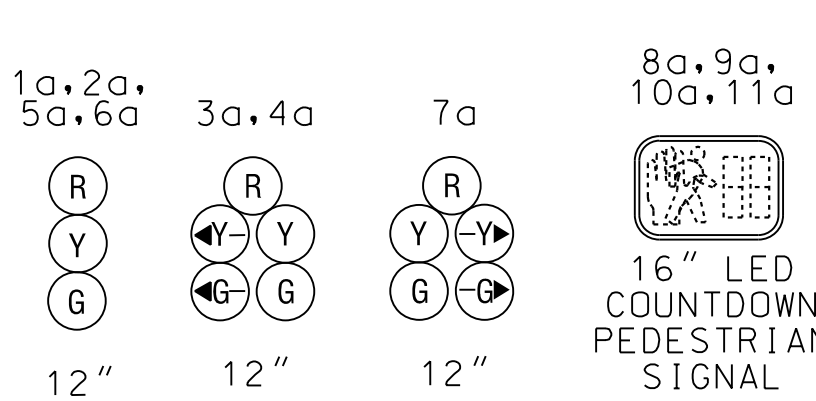 1a,2a,
5a,6a
R
Y
G
12"
3a,4a
R
Y Y
G G
12"
7a
R
Y Y
G G
12"
8a,9a,
10a,11a
16" LED
COUNTDOWN
PEDESTRIAN
SIGNAL